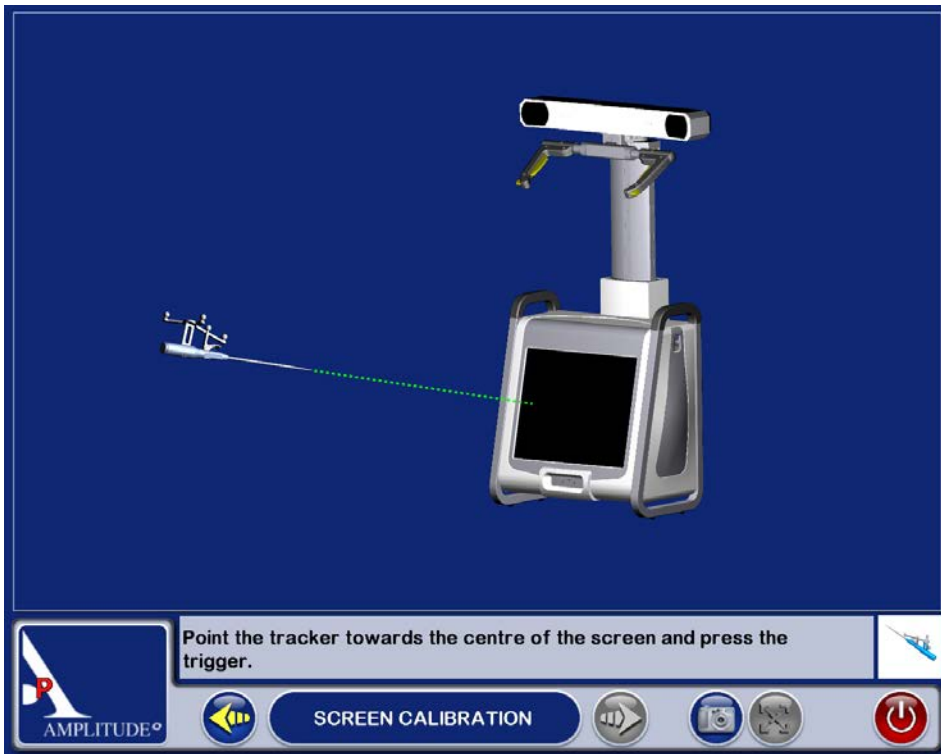 Point the tracker towards the centre of the screen and press the
trigger.
P
AMPLITUDE
SCREEN CALIBRATION